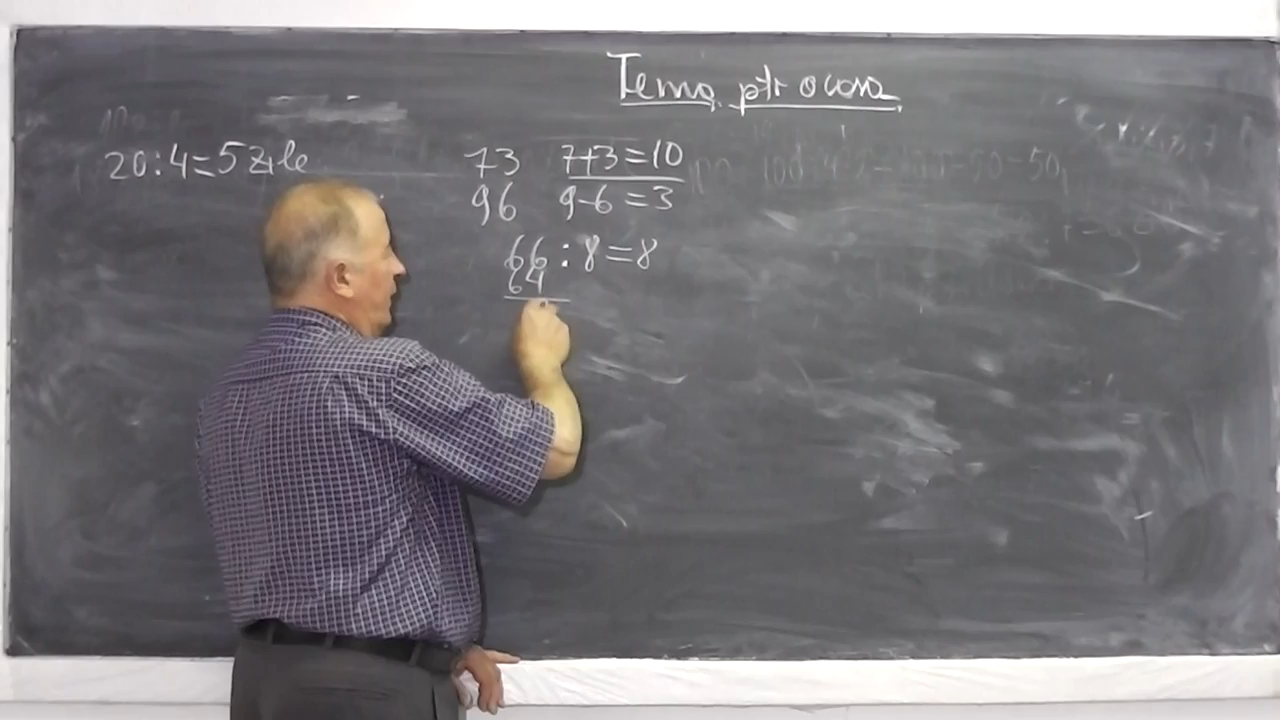 Tema ptr acasa
20:4=5 zile
73 7+3=10
96 9-6=3
66:8=8
64